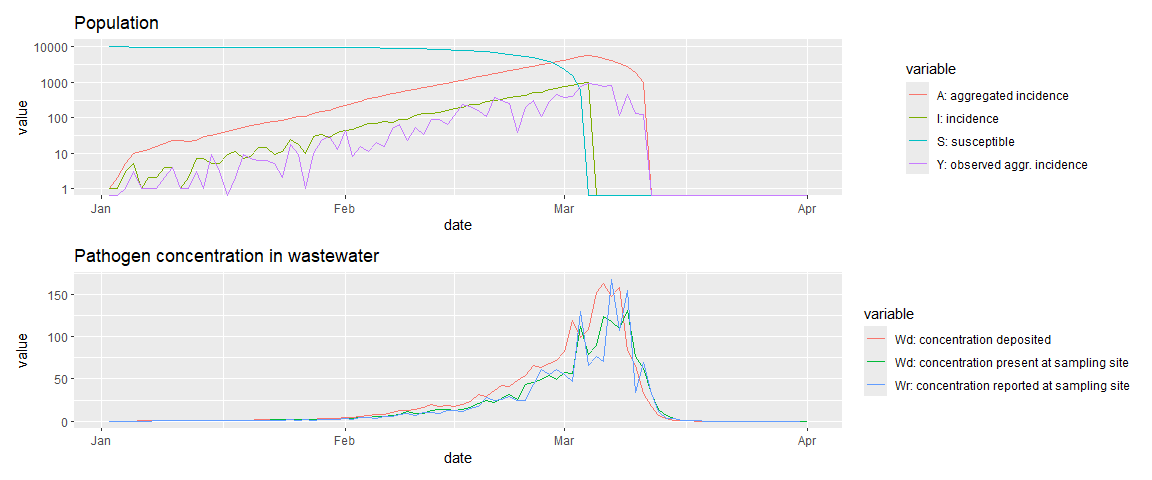 Population
value
10000
1000
100
10
1
Jan
Feb
Mar
Apr
date
variable
A: aggregated incidence
I: incidence
S: susceptible
Y: observed aggr. incidence
Pathogen concentration in wastewater
value
150
100
50
0
Jan
Feb
Mar
Apr
date
variable
Wd: concentration deposited
Wd: concentration present at sampling site
Wr: concentration reported at sampling site